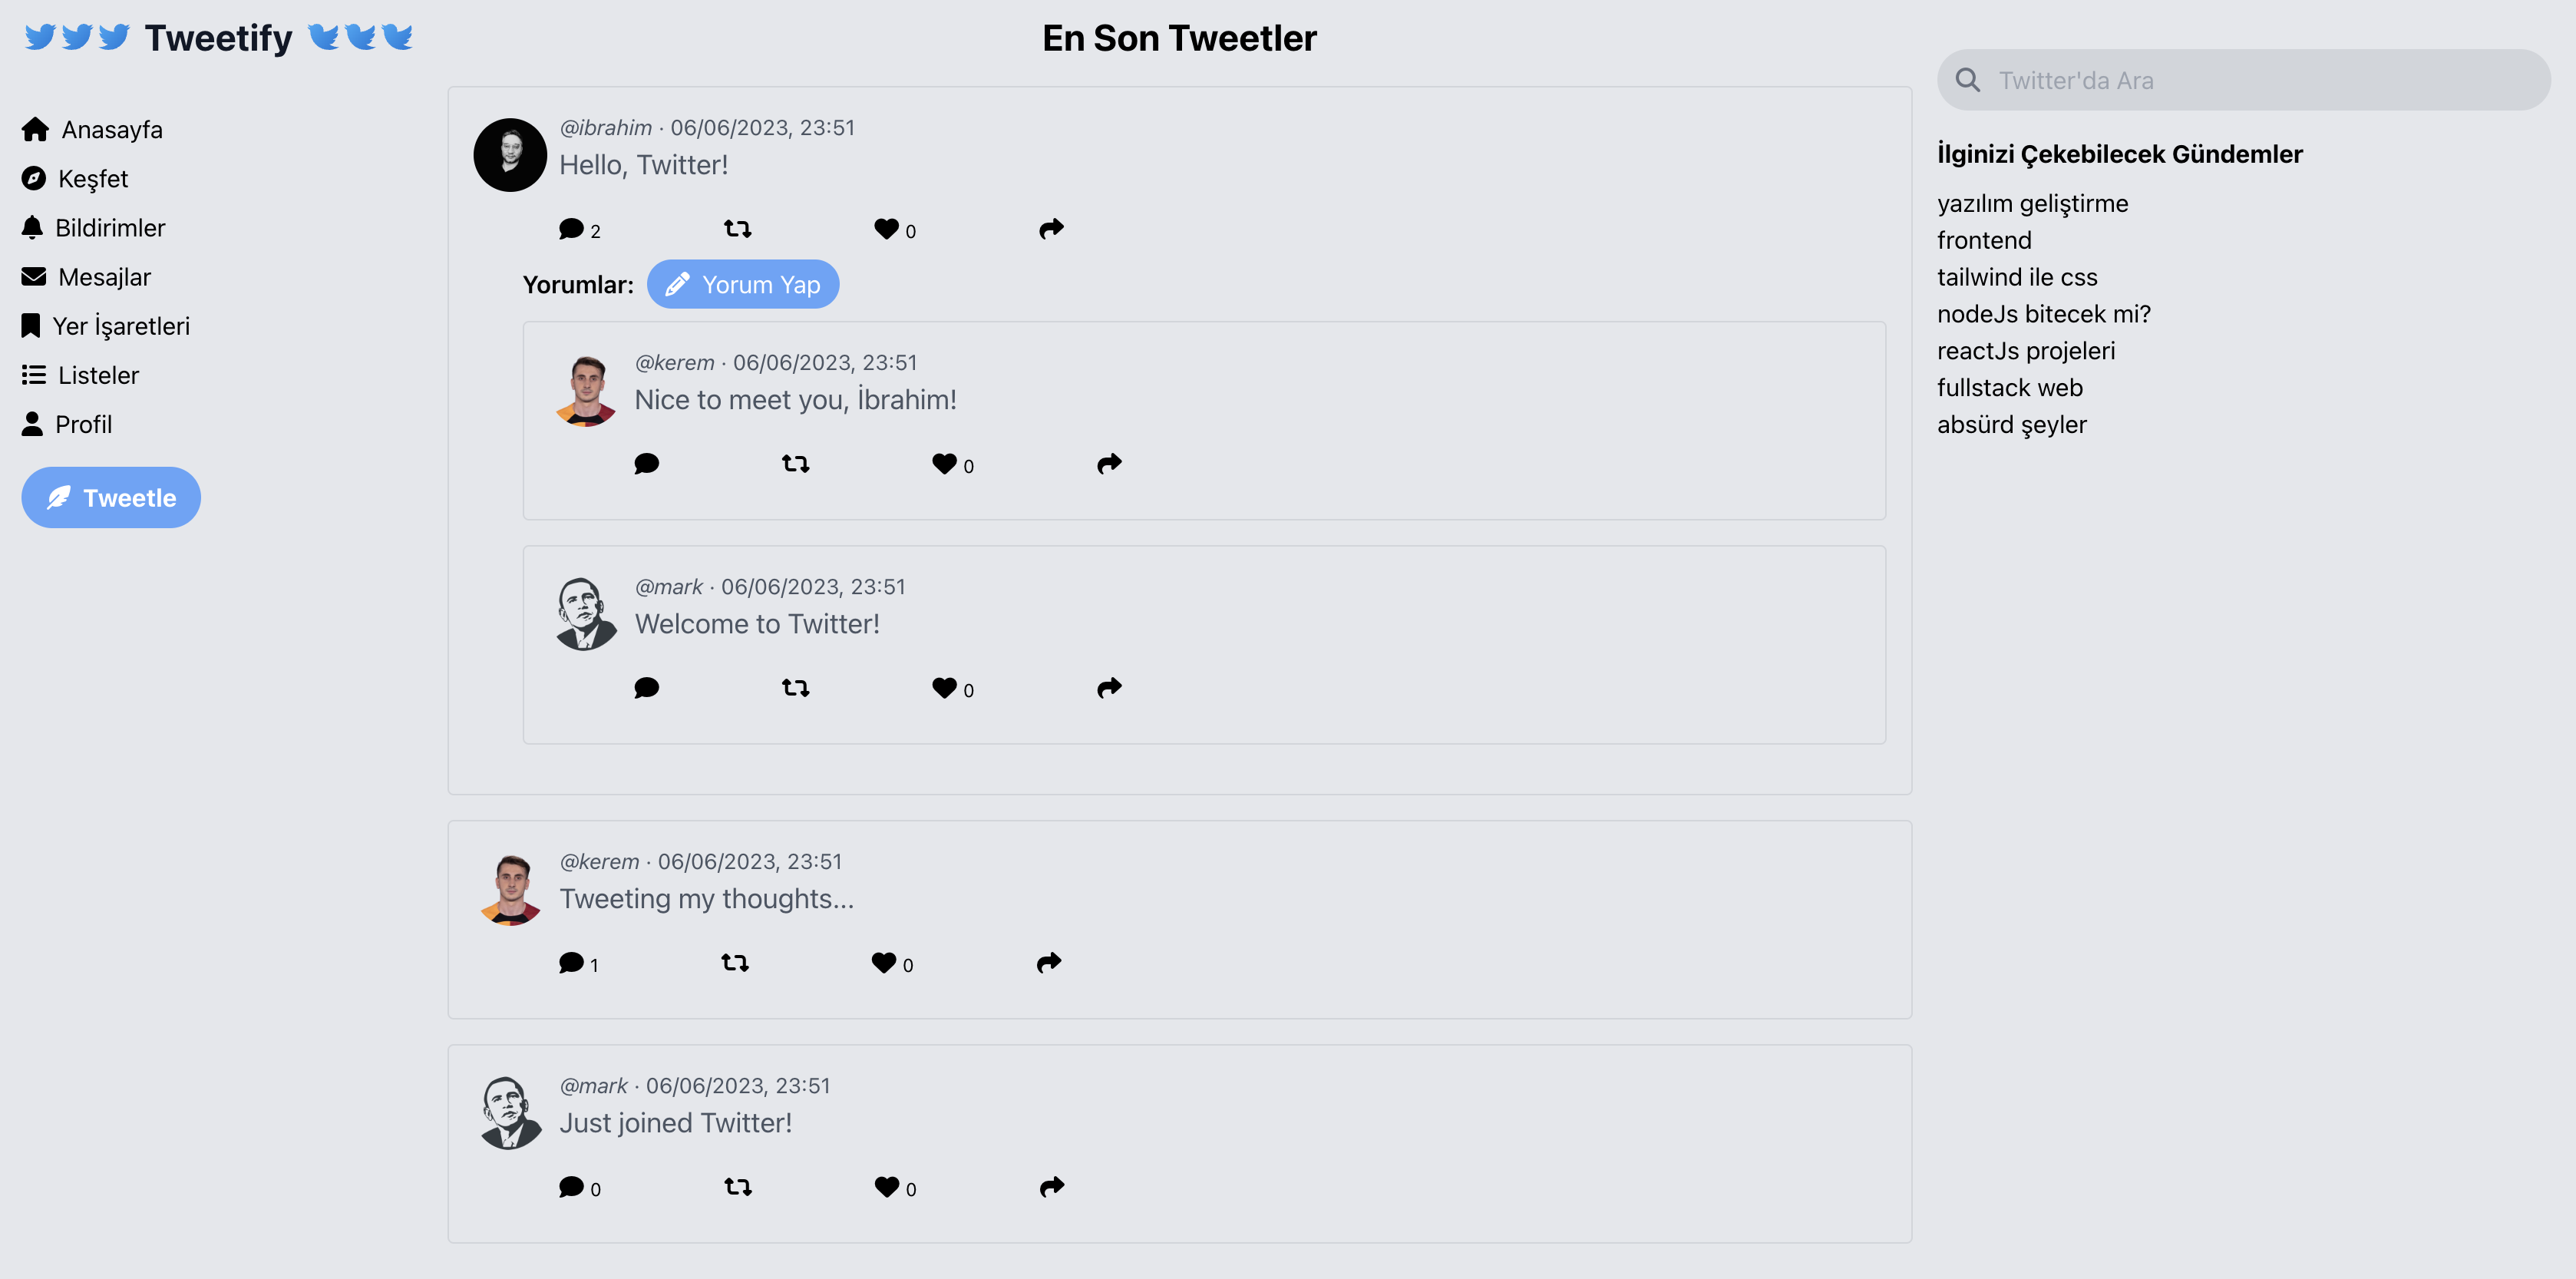 Tweetify
Anasayfa
Keşfet
Bildirimler
Mesajlar
Yer İşaretleri
Listeler
Profil
Tweetle
En Son Tweetler
@ibrahim · 06/06/2023, 23:51
Hello, Twitter!
2 0
Yorumlar: Yorum Yap
@kerem · 06/06/2023, 23:51
Nice to meet you, İbrahim!
0
@mark · 06/06/2023, 23:51
Welcome to Twitter!
0
@kerem · 06/06/2023, 23:51
Tweeting my thoughts...
1 0
@mark · 06/06/2023, 23:51
Just joined Twitter!
0 0
Twitter'da Ara
İlginizi Çekebilecek Gündemler
yazılım geliştirme
frontend
tailwind ile css
nodeJs bitecek mi?
reactJs projeleri
fullstack web
absürd şeyler